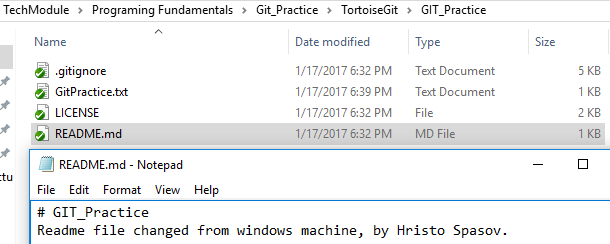 TechModule > Programing Fundamentals > Git_Practice > TortoiseGit > GIT_Practice
Name Date modified Type Size
.gitignore 1/17/2017 6:32 PM Text Document 5 KB
GitPractice.txt 1/17/2017 6:39 PM Text Document 1 KB
LICENSE 1/17/2017 6:32 PM File 2 KB
README.md 1/17/2017 6:32 PM MD File 1 KB
README.md - Notepad
File Edit Format View Help
# GIT_Practice
Readme file changed from windows machine, by Hristo Spasov.